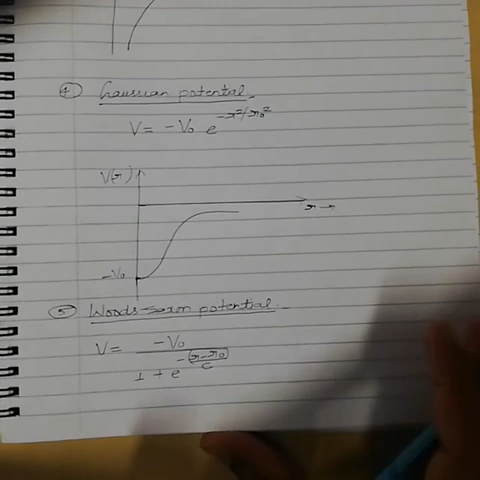 ④ Gaussian potential
V = -V₀ e^{-r²/r₀²}
V(r)
r →
-V₀
⑤ Woods-saxon potential
V = -V₀ / (1 + e^{-(r-r₀)/c})